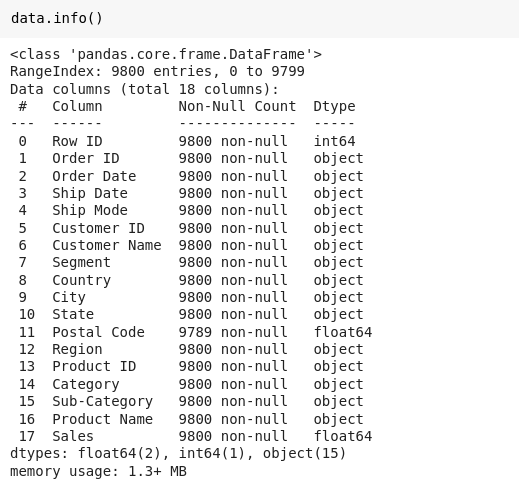 data.info()
<class 'pandas.core.frame.DataFrame'>
RangeIndex: 9800 entries, 0 to 9799
Data columns (total 18 columns):
 #   Column         Non-Null Count  Dtype
---  ------         --------------  -----
 0   Row ID         9800 non-null   int64
 1   Order ID       9800 non-null   object
 2   Order Date     9800 non-null   object
 3   Ship Date      9800 non-null   object
 4   Ship Mode      9800 non-null   object
 5   Customer ID    9800 non-null   object
 6   Customer Name  9800 non-null   object
 7   Segment        9800 non-null   object
 8   Country        9800 non-null   object
 9   City           9800 non-null   object
 10  State          9800 non-null   object
 11  Postal Code    9789 non-null   float64
 12  Region         9800 non-null   object
 13  Product ID     9800 non-null   object
 14  Category       9800 non-null   object
 15  Sub-Category   9800 non-null   object
 16  Product Name   9800 non-null   object
 17  Sales          9800 non-null   float64
dtypes: float64(2), int64(1), object(15)
memory usage: 1.3+ MB